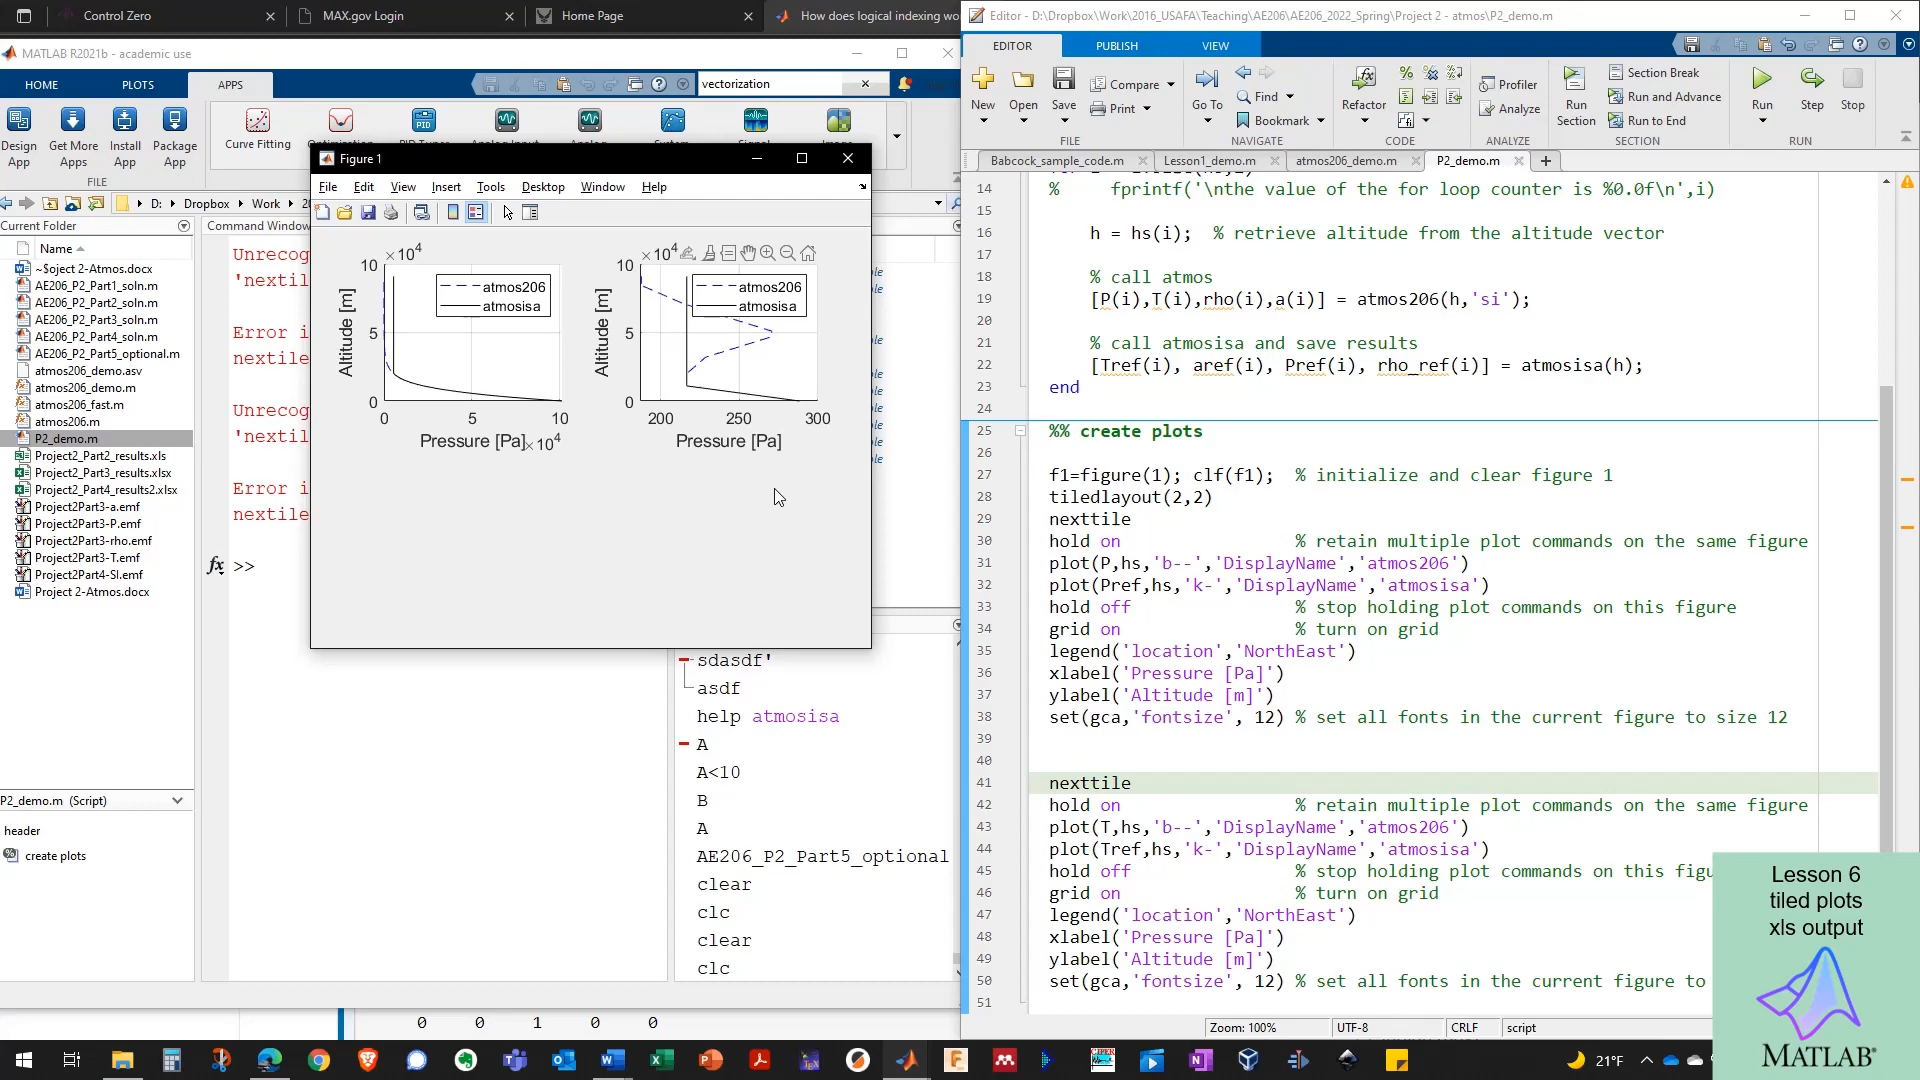 Control Zero
MAX.gov Login
Home Page
How does logical indexing wo
MATLAB R2021b - academic use
HOME
PLOTS
APPS
vectorization
Design App
Get More Apps
Install App
Package App
Curve Fitting
FILE
D: Dropbox Work
Current Folder
Command Window
Name
~$oject 2-Atmos.docx
AE206_P2_Part1_soln.m
AE206_P2_Part2_soln.m
AE206_P2_Part3_soln.m
AE206_P2_Part4_soln.m
AE206_P2_Part5_optional.m
atmos206_demo.asv
atmos206_demo.m
atmos206_fast.m
atmos206.m
P2_demo.m
Project2_Part2_results.xls
Project2_Part3_results.xlsx
Project2_Part4_results2.xlsx
Project2Part3-a.emf
Project2Part3-P.emf
Project2Part3-rho.emf
Project2Part3-T.emf
Project2Part4-SI.emf
Project 2-Atmos.docx
P2_demo.m (Script)
header
create plots
Unrecog
'nextil
Error i
nextile
Unrecog
'nextil
Error i
nextile
fx >>
Figure 1
File Edit View Insert Tools Desktop Window Help
×10⁴
10
5
0
Altitude [m]
atmos206
atmosisa
0 5 10
Pressure [Pa] ×10⁴
×10⁴
10
5
0
Altitude [m]
atmos206
atmosisa
200 250 300
Pressure [Pa]
sdasdf'
asdf
help atmosisa
A
A<10
B
A
AE206_P2_Part5_optional
clear
clc
clear
clc
0 0 1 0 0
Editor - D:\Dropbox\Work\2016_USAFA\Teaching\AE206\AE206_2022_Spring\Project 2 - atmos\P2_demo.m
EDITOR
PUBLISH
VIEW
New
Open
Save
Compare
Print
Go To
Find
Bookmark
Refactor
Profiler
Analyze
Run Section
Section Break
Run and Advance
Run to End
Run
Step
Stop
FILE
NAVIGATE
CODE
ANALYZE
SECTION
RUN
Babcock_sample_code.m
Lesson1_demo.m
atmos206_demo.m
P2_demo.m
14 % fprintf('\nthe value of the for loop counter is %0.0f\n',i)
15
16 h = hs(i); % retrieve altitude from the altitude vector
17
18 % call atmos
19 [P(i),T(i),rho(i),a(i)] = atmos206(h,'si');
20
21 % call atmosisa and save results
22 [Tref(i), aref(i), Pref(i), rho_ref(i)] = atmosisa(h);
23 end
24
25 %% create plots
26
27 f1=figure(1); clf(f1); % initialize and clear figure 1
28 tiledlayout(2,2)
29 nexttile
30 hold on % retain multiple plot commands on the same figure
31 plot(P,hs,'b--','DisplayName','atmos206')
32 plot(Pref,hs,'k-','DisplayName','atmosisa')
33 hold off % stop holding plot commands on this figure
34 grid on % turn on grid
35 legend('location','NorthEast')
36 xlabel('Pressure [Pa]')
37 ylabel('Altitude [m]')
38 set(gca,'fontsize', 12) % set all fonts in the current figure to size 12
39
40
41 nexttile
42 hold on % retain multiple plot commands on the same figure
43 plot(T,hs,'b--','DisplayName','atmos206')
44 plot(Tref,hs,'k-','DisplayName','atmosisa')
45 hold off % stop holding plot commands on this figu
46 grid on % turn on grid
47 legend('location','NorthEast')
48 xlabel('Pressure [Pa]')
49 ylabel('Altitude [m]')
50 set(gca,'fontsize', 12) % set all fonts in the current figure to
51
Zoom: 100%
UTF-8
CRLF
script
Lesson 6
tiled plots
xls output
MATLAB
21°F